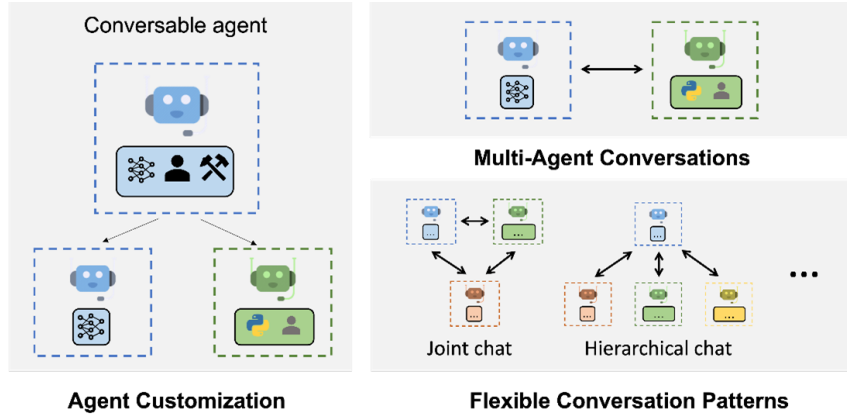 Conversable agent
Agent Customization
Multi-Agent Conversations
...
...
...
...
...
...
...
...
Joint chat
Hierarchical chat
Flexible Conversation Patterns